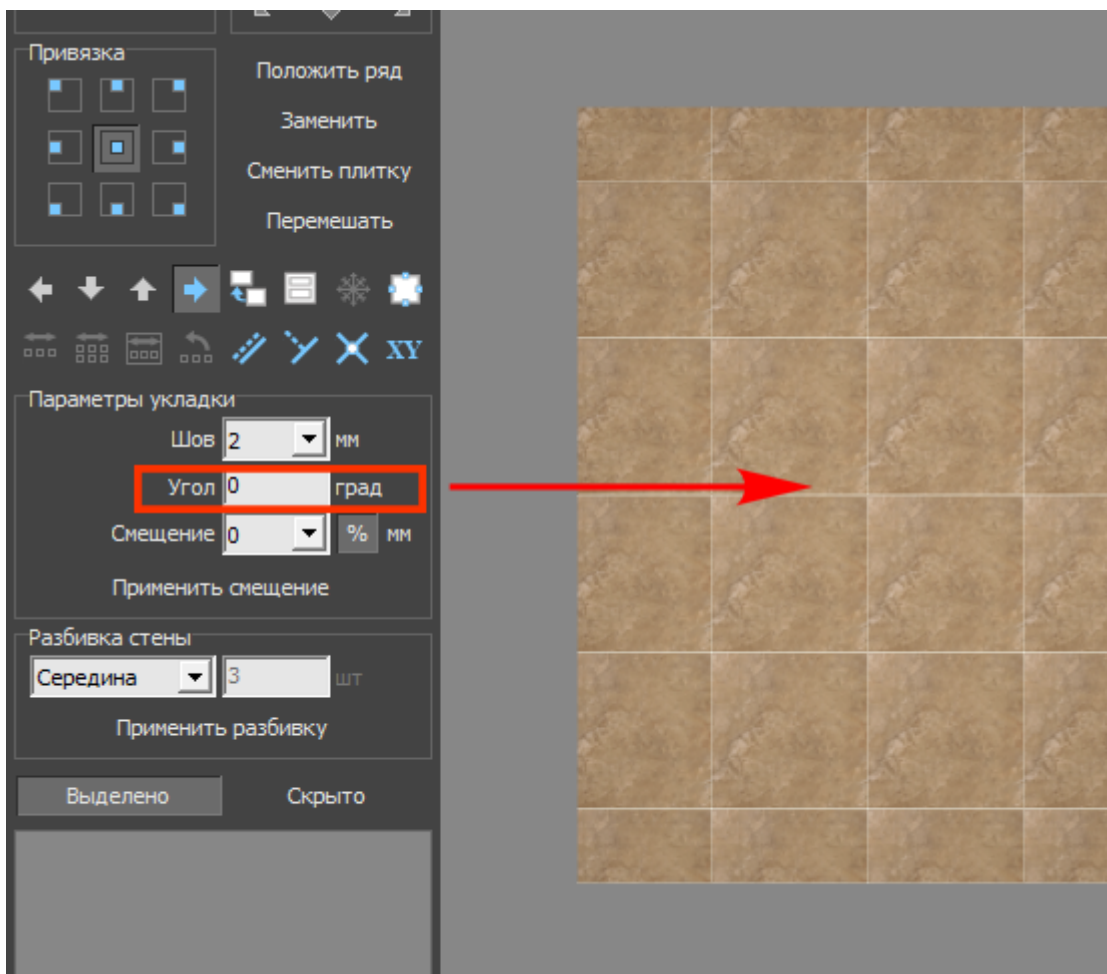 Привязка
Положить ряд
Заменить
Сменить плитку
Перемешать
XY
Параметры укладки
Шов 2 мм
Угол 0 град
Смещение 0 % мм
Применить смещение
Разбивка стены
Середина 3 шт
Применить разбивку
Выделено Скрыто